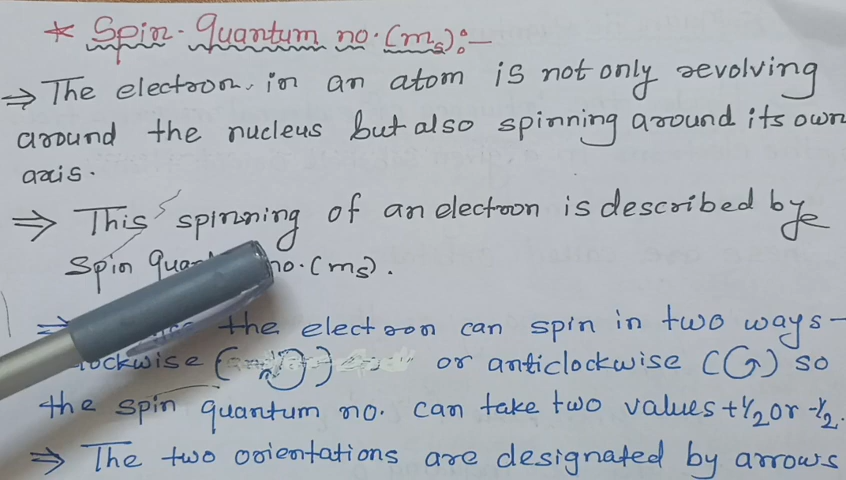 * Spin-Quantum no.(ms):-
⇒ The electron in an atom is not only revolving
around the nucleus but also spinning around its own
axis.
⇒ This spinning of an electron is described by
Spin no.(ms).
⇒ the electron can spin in two ways-
( ) or anticlockwise (↺) so
the spin quantum no. can take two values +1/2 or -1/2.
⇒ The two orientations are designated by arrows